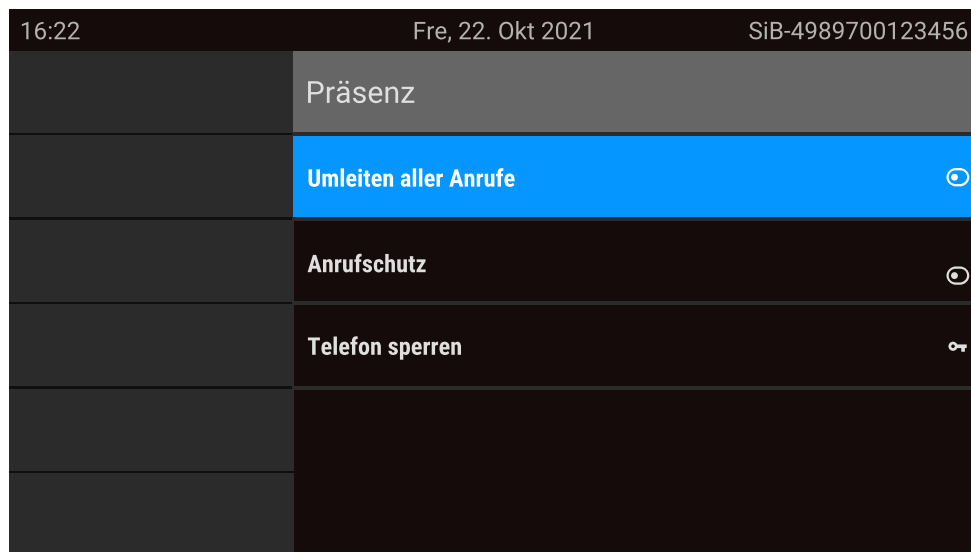 16:22 Fre, 22. Okt 2021 SiB-4989700123456
Präsenz
Umleiten aller Anrufe
Anrufschutz
Telefon sperren